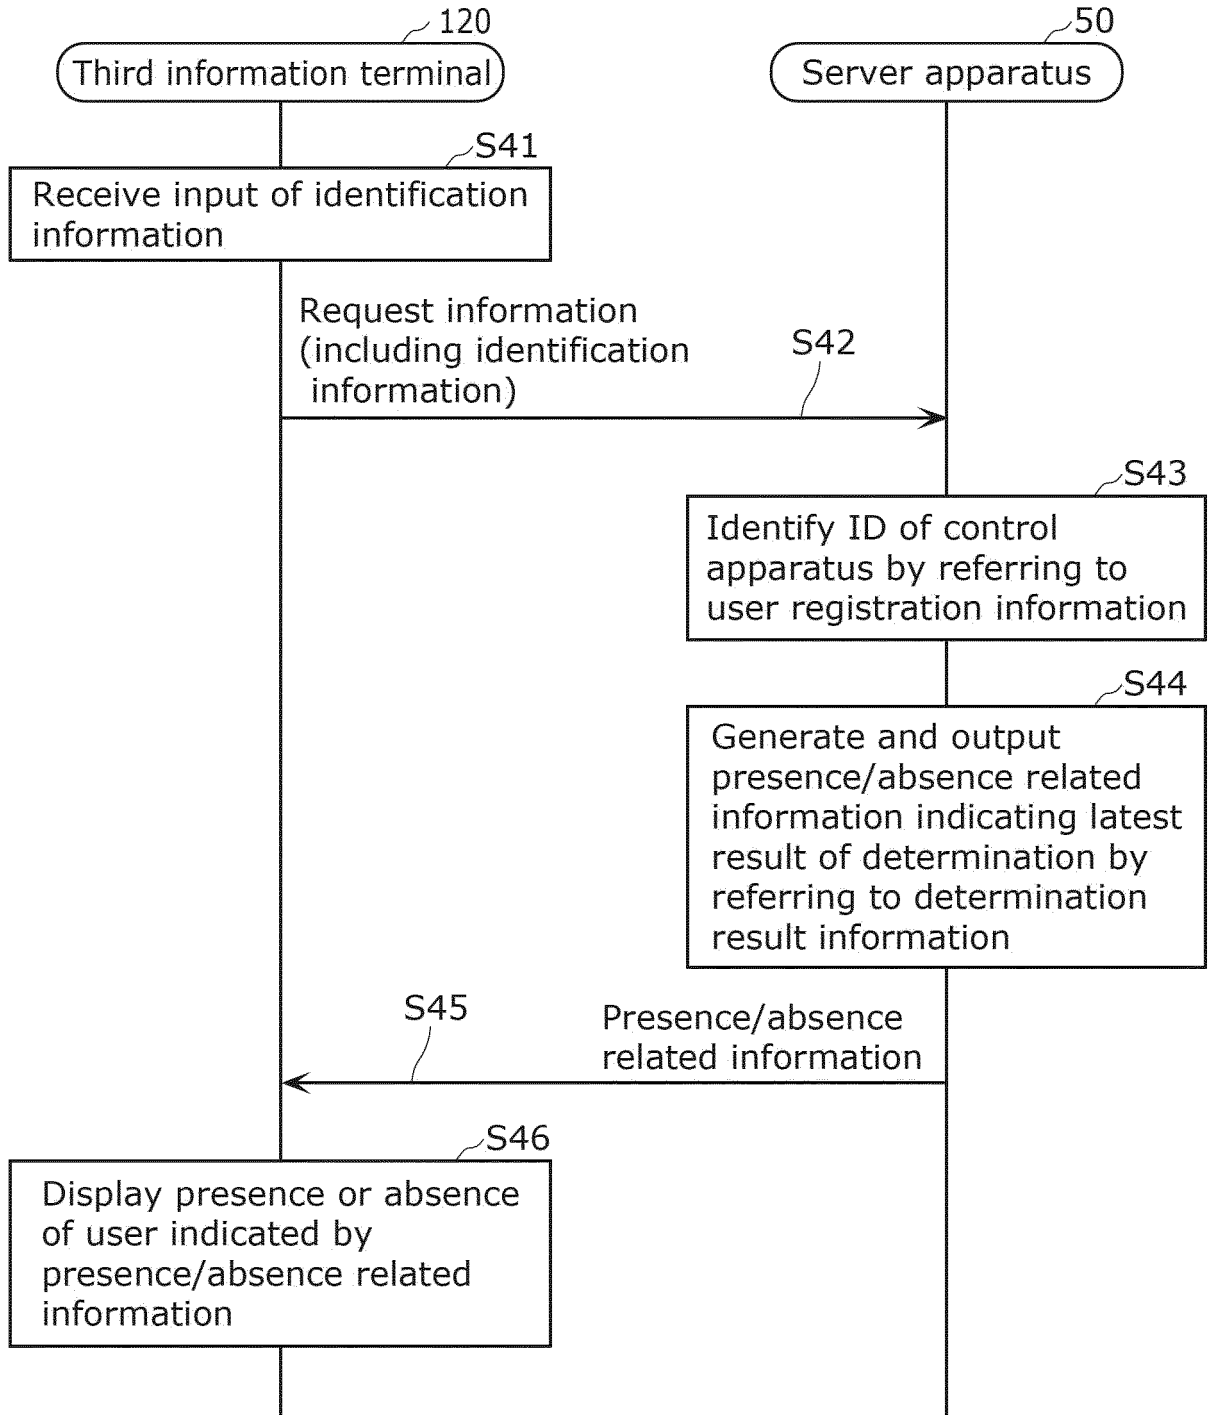 120
50
Third information terminal
Server apparatus
S41
Receive input of identification
information
Request information
(including identification
information)
S42
S43
Identify ID of control
apparatus by referring to
user registration information
S44
Generate and output
presence/absence related
information indicating latest
result of determination by
referring to determination
result information
S45
Presence/absence
related information
S46
Display presence or absence
of user indicated by
presence/absence related
information